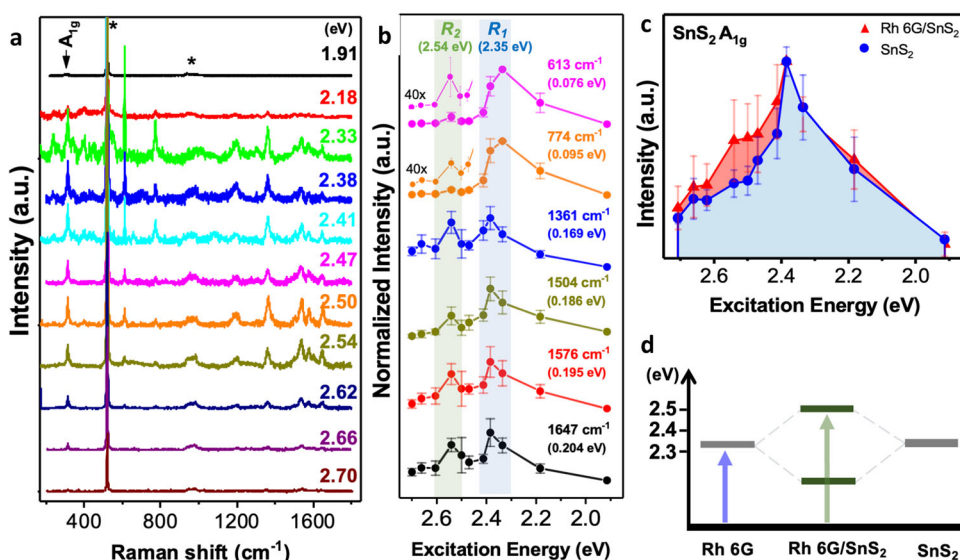 a
A1g
*
*
(eV)
1.91
2.18
2.33
2.38
2.41
2.47
2.50
2.54
2.62
2.66
2.70
Intensity (a.u.)
400 800 1200 1600
Raman shift (cm⁻¹)
b
R₂ R₁
(2.54 eV) (2.35 eV)
613 cm⁻¹
(0.076 eV)
40x
774 cm⁻¹
(0.095 eV)
40x
1361 cm⁻¹
(0.169 eV)
1504 cm⁻¹
(0.186 eV)
1576 cm⁻¹
(0.195 eV)
1647 cm⁻¹
(0.204 eV)
Normalized Intensity (a.u.)
2.6 2.4 2.2 2.0
Excitation Energy (eV)
c
SnS₂ A1g
Rh 6G/SnS₂
SnS₂
Intensity (a.u.)
2.6 2.4 2.2 2.0
Excitation Energy (eV)
d
(eV)
2.5
2.4
2.3
Rh 6G Rh 6G/SnS₂ SnS₂